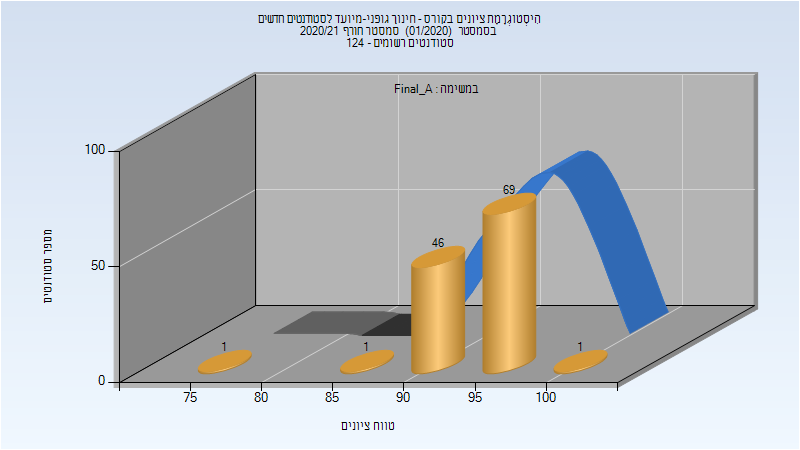 היסטוגרמת ציונים בקורס - חינוך גופני-מיועד לסטודנטים חדשים
בסמסטר (01/2020) סמסטר חורף 2020/21
סטודנטים רשומים - 124
במשימה : Final_A
100
50
0
מספר סטודנטים
1
1
46
69
1
75
80
85
90
95
100
טווח ציונים